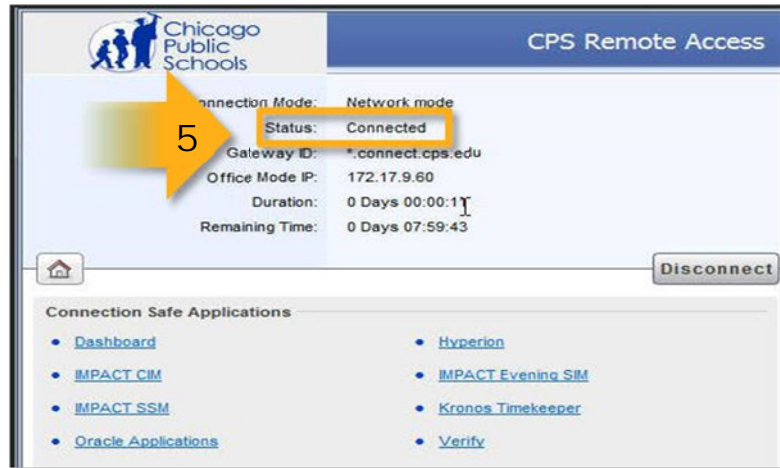 Chicago
Public
Schools
CPS Remote Access
5
onnection Mode: Network mode
Status: Connected
Gateway ID: *.connect.cps.edu
Office Mode IP: 172.17.9.60
Duration: 0 Days 00:00:11
Remaining Time: 0 Days 07:59:43
Disconnect
Connection Safe Applications
Dashboard
Hyperion
IMPACT CIM
IMPACT Evening SIM
IMPACT SSM
Kronos Timekeeper
Oracle Applications
Verify